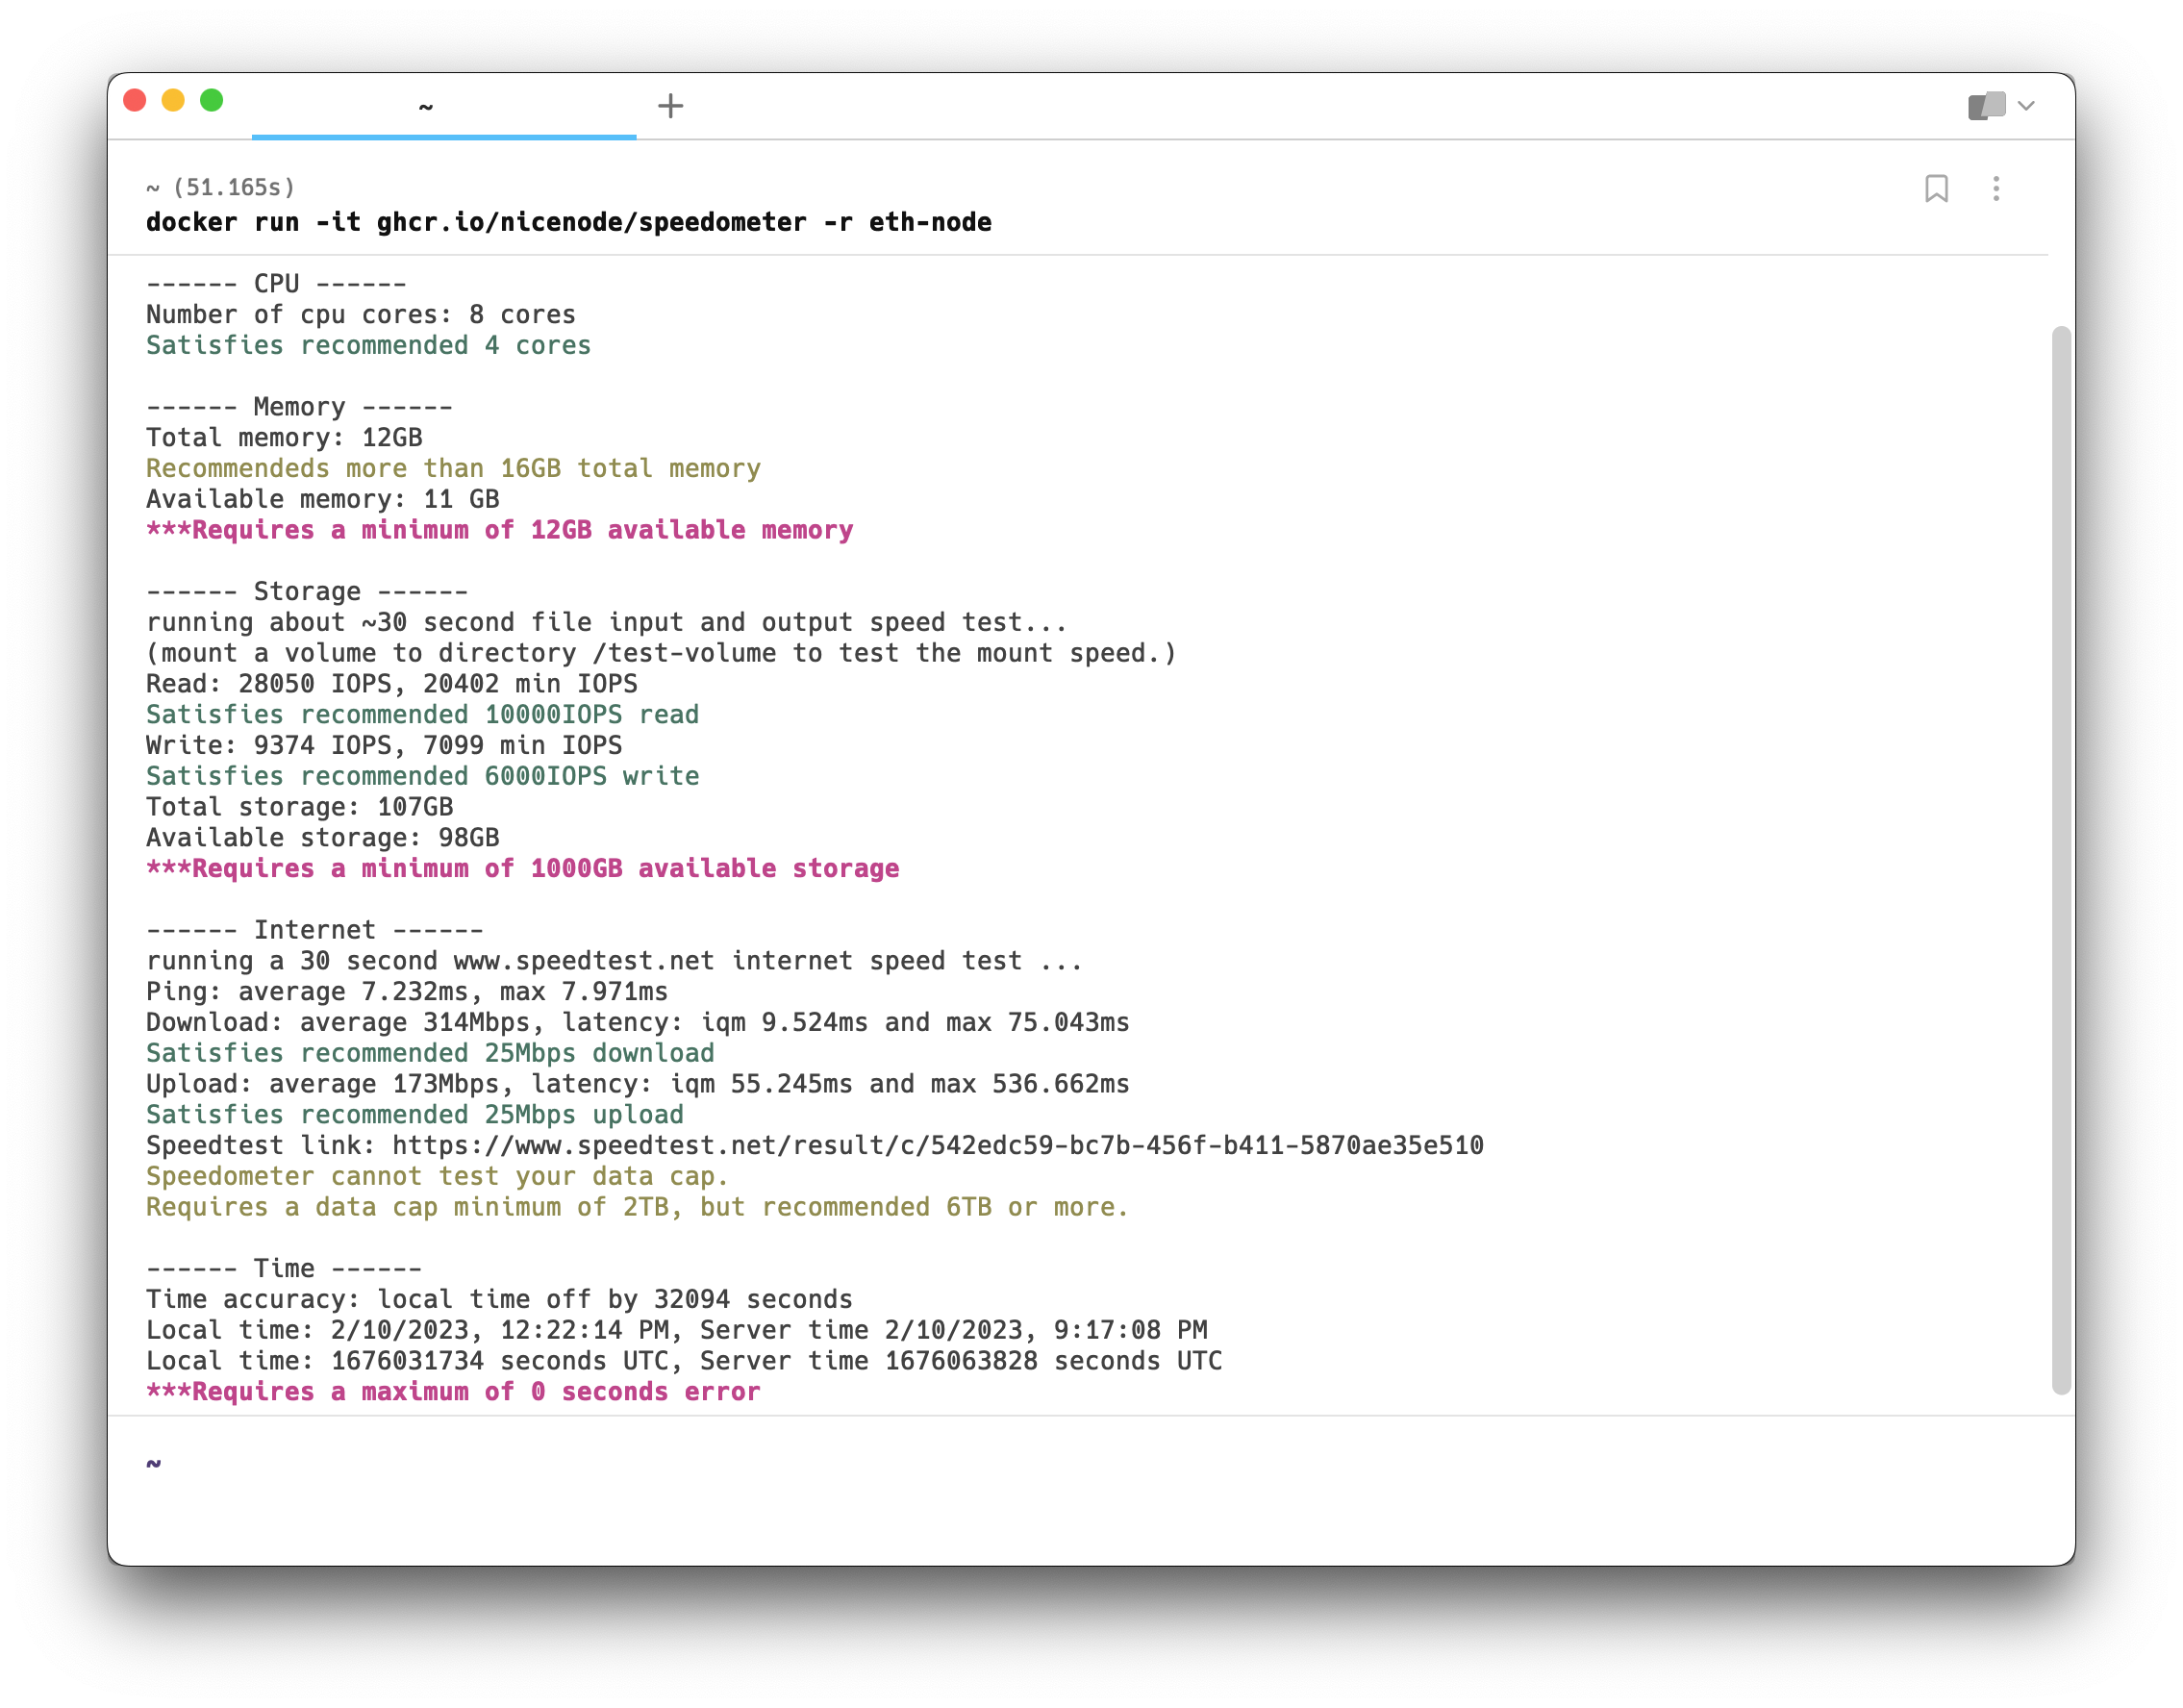 ~
+
~ (51.165s)
docker run -it ghcr.io/nicenode/speedometer -r eth-node
------ CPU ------
Number of cpu cores: 8 cores
Satisfies recommended 4 cores
------ Memory ------
Total memory: 12GB
Recommendeds more than 16GB total memory
Available memory: 11 GB
***Requires a minimum of 12GB available memory
------ Storage ------
running about ~30 second file input and output speed test...
(mount a volume to directory /test-volume to test the mount speed.)
Read: 28050 IOPS, 20402 min IOPS
Satisfies recommended 10000IOPS read
Write: 9374 IOPS, 7099 min IOPS
Satisfies recommended 6000IOPS write
Total storage: 107GB
Available storage: 98GB
***Requires a minimum of 1000GB available storage
------ Internet ------
running a 30 second www.speedtest.net internet speed test ...
Ping: average 7.232ms, max 7.971ms
Download: average 314Mbps, latency: iqm 9.524ms and max 75.043ms
Satisfies recommended 25Mbps download
Upload: average 173Mbps, latency: iqm 55.245ms and max 536.662ms
Satisfies recommended 25Mbps upload
Speedtest link: https://www.speedtest.net/result/c/542edc59-bc7b-456f-b411-5870ae35e510
Speedometer cannot test your data cap.
Requires a data cap minimum of 2TB, but recommended 6TB or more.
------ Time ------
Time accuracy: local time off by 32094 seconds
Local time: 2/10/2023, 12:22:14 PM, Server time 2/10/2023, 9:17:08 PM
Local time: 1676031734 seconds UTC, Server time 1676063828 seconds UTC
***Requires a maximum of 0 seconds error
~